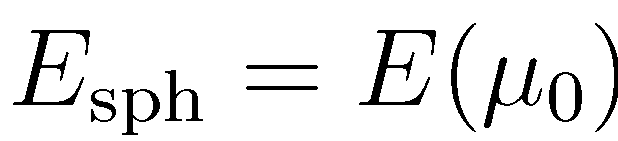 E_sph = E(μ_0)